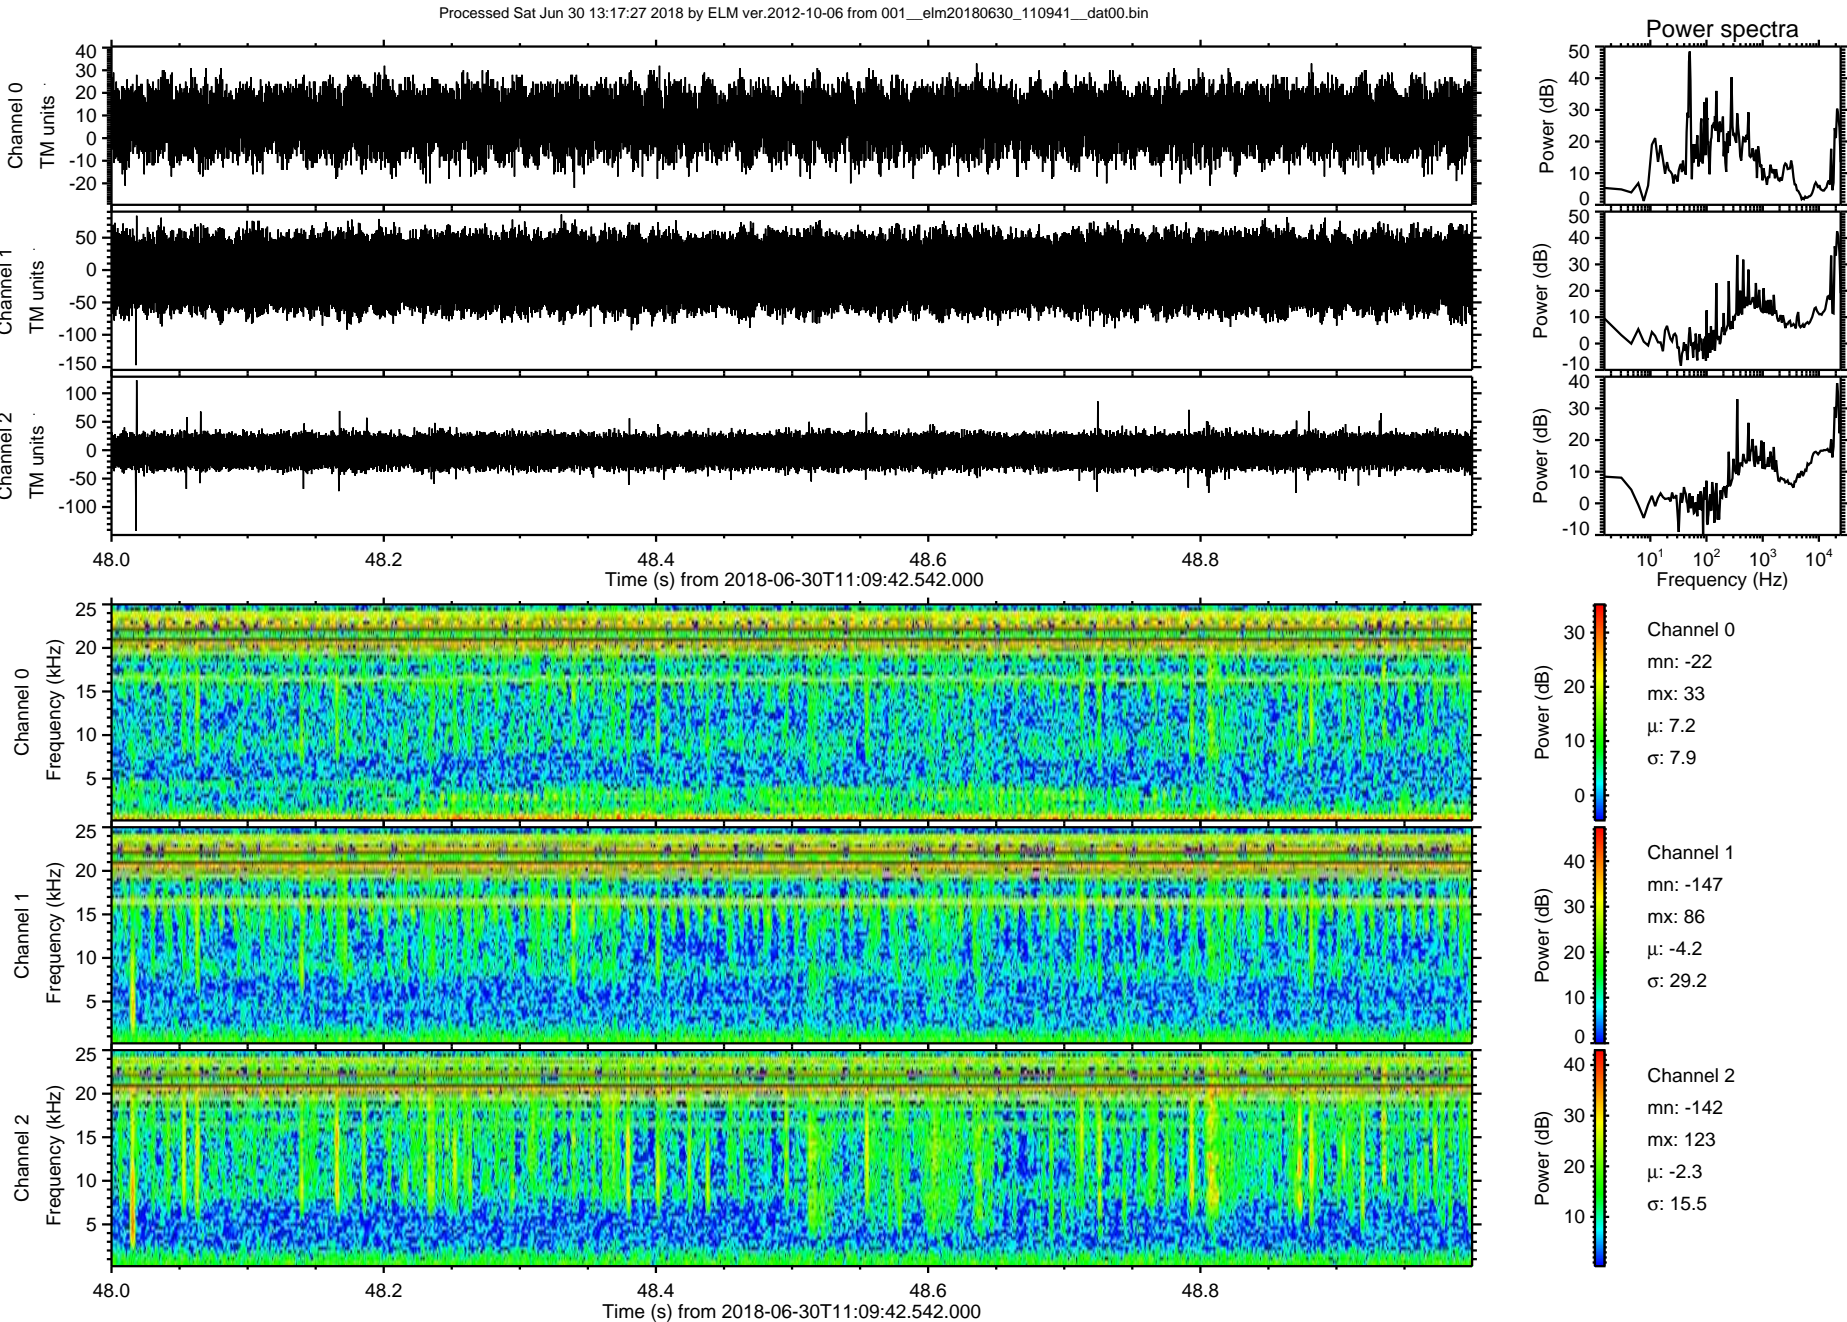 Processed Sat Jun 30 13:17:27 2018 by ELM ver.2012-10-06 from 001__elm20180630_110941__dat00.bin
Power spectra
Channel 0
TM units
40
30
20
10
0
-10
-20
Power (dB)
50
40
30
20
10
0
Channel 1
TM units
50
0
-50
-100
-150
Power (dB)
50
40
30
20
10
0
-10
Channel 2
TM units
100
50
0
-50
-100
Power (dB)
40
30
20
10
0
-10
48.0 48.2 48.4 48.6 48.8
Time (s) from 2018-06-30T11:09:42.542.000
10^1 10^2 10^3 10^4
Frequency (Hz)
Channel 0
Frequency (kHz)
25
20
15
10
5
Power (dB)
30
20
10
0
Channel 0
mn: -22
mx: 33
μ: 7.2
σ: 7.9
Channel 1
Frequency (kHz)
25
20
15
10
5
Power (dB)
40
30
20
10
0
Channel 1
mn: -147
mx: 86
μ: -4.2
σ: 29.2
Channel 2
Frequency (kHz)
25
20
15
10
5
Power (dB)
40
30
20
10
Channel 2
mn: -142
mx: 123
μ: -2.3
σ: 15.5
48.0 48.2 48.4 48.6 48.8
Time (s) from 2018-06-30T11:09:42.542.000